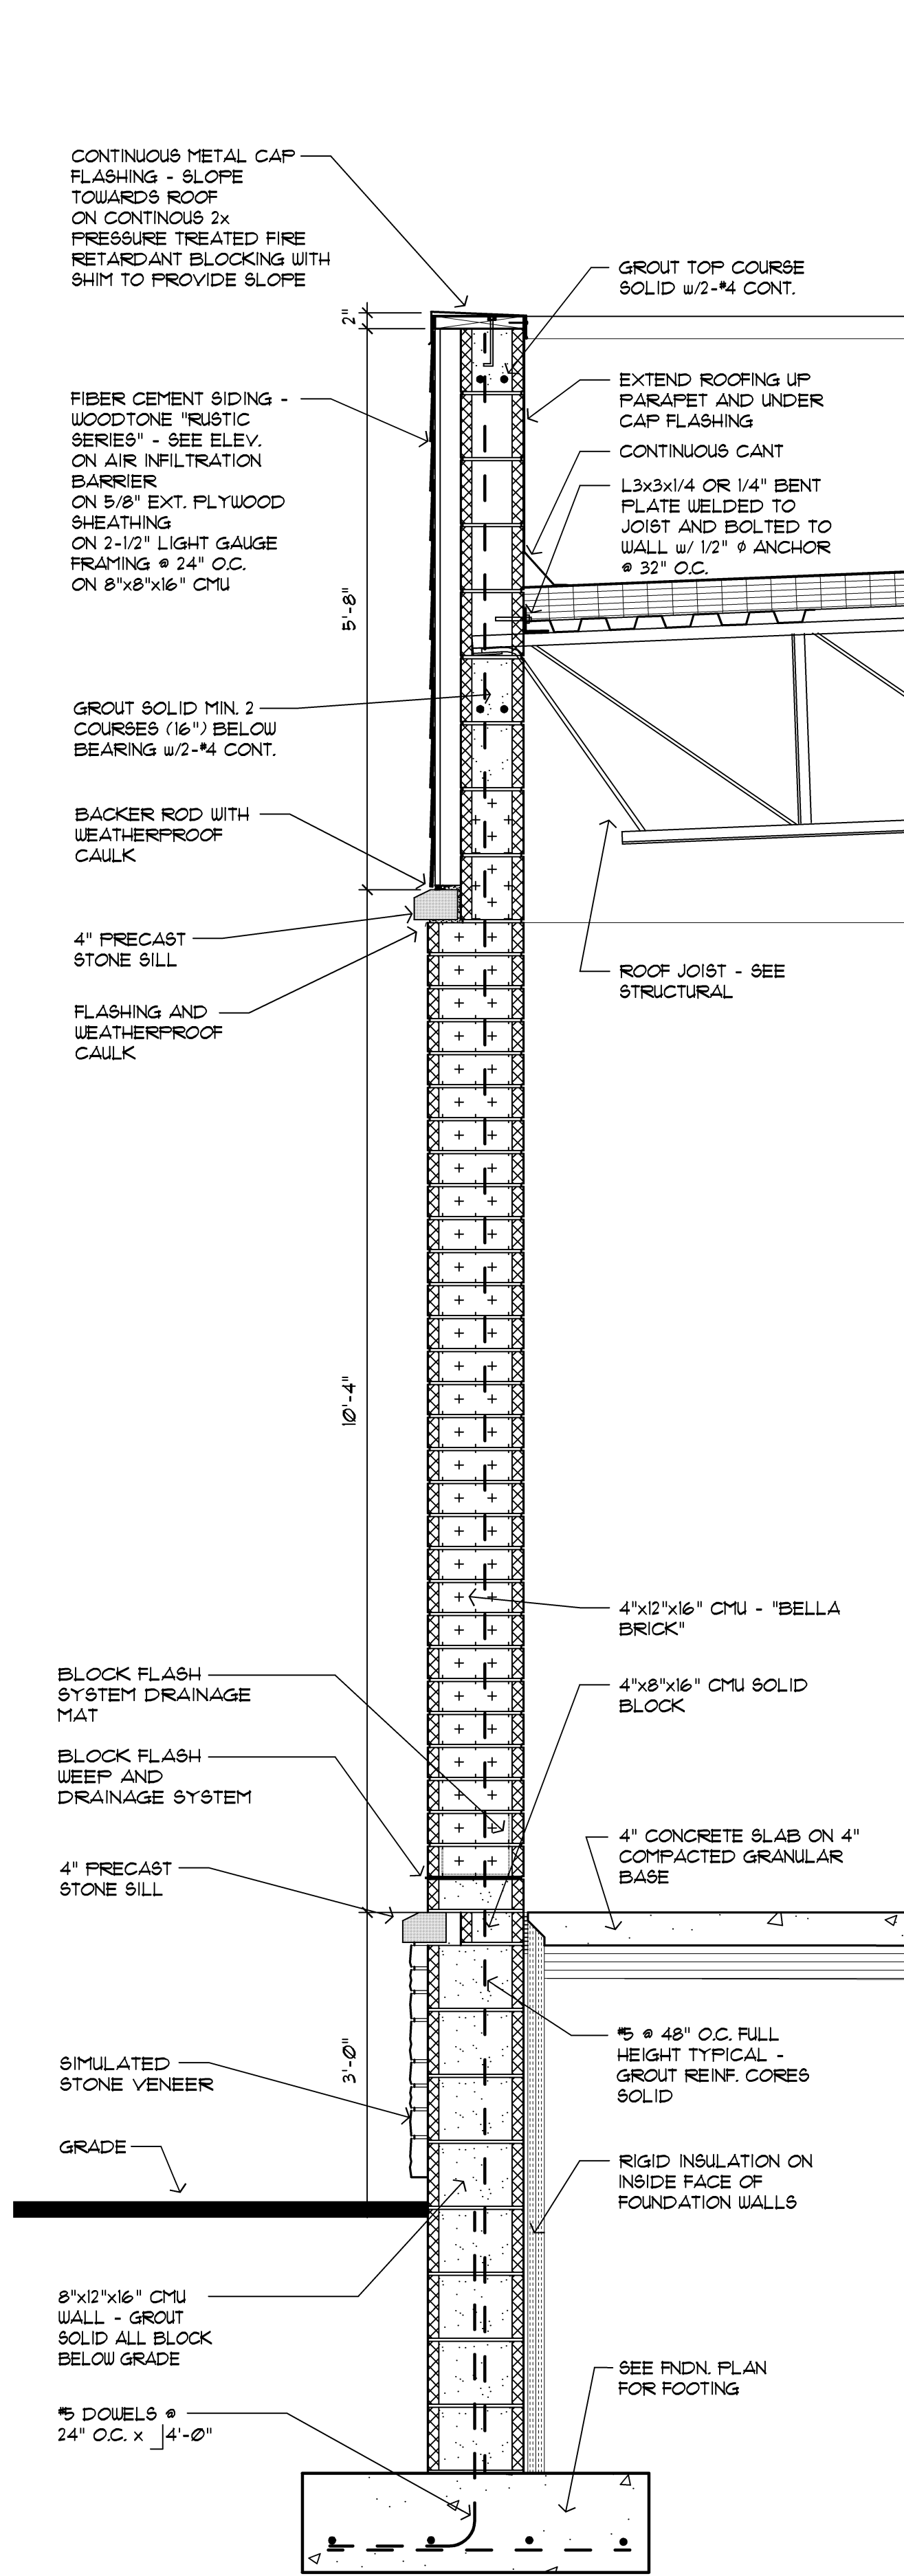 CONTINUOUS METAL CAP
FLASHING - SLOPE
TOWARDS ROOF
ON CONTINOUS 2x
PRESSURE TREATED FIRE
RETARDANT BLOCKING WITH
SHIM TO PROVIDE SLOPE
GROUT TOP COURSE
SOLID w/2-#4 CONT.
2"
EXTEND ROOFING UP
PARAPET AND UNDER
CAP FLASHING
FIBER CEMENT SIDING -
WOODTONE "RUSTIC
SERIES" - SEE ELEV.
ON AIR INFILTRATION
BARRIER
ON 5/8" EXT. PLYWOOD
SHEATHING
ON 2-1/2" LIGHT GAUGE
FRAMING @ 24" O.C.
ON 8"x8"x16" CMU
CONTINUOUS CANT
L3x3x1/4 OR 1/4" BENT
PLATE WELDED TO
JOIST AND BOLTED TO
WALL w/ 1/2" Ø ANCHOR
@ 32" O.C.
5'-8"
GROUT SOLID MIN. 2
COURSES (16") BELOW
BEARING w/2-#4 CONT.
BACKER ROD WITH
WEATHERPROOF
CAULK
4" PRECAST
STONE SILL
ROOF JOIST - SEE
STRUCTURAL
FLASHING AND
WEATHERPROOF
CAULK
10'-4"
4"x12"x16" CMU - "BELLA
BRICK"
BLOCK FLASH
SYSTEM DRAINAGE
MAT
4"x8"x16" CMU SOLID
BLOCK
BLOCK FLASH
WEEP AND
DRAINAGE SYSTEM
4" CONCRETE SLAB ON 4"
COMPACTED GRANULAR
BASE
4" PRECAST
STONE SILL
#5 @ 48" O.C. FULL
HEIGHT TYPICAL -
GROUT REINF. CORES
SOLID
3'-0"
SIMULATED
STONE VENEER
GRADE
RIGID INSULATION ON
INSIDE FACE OF
FOUNDATION WALLS
8"x12"x16" CMU
WALL - GROUT
SOLID ALL BLOCK
BELOW GRADE
SEE FNDN. PLAN
FOR FOOTING
#5 DOWELS @
24" O.C. x 4'-0"